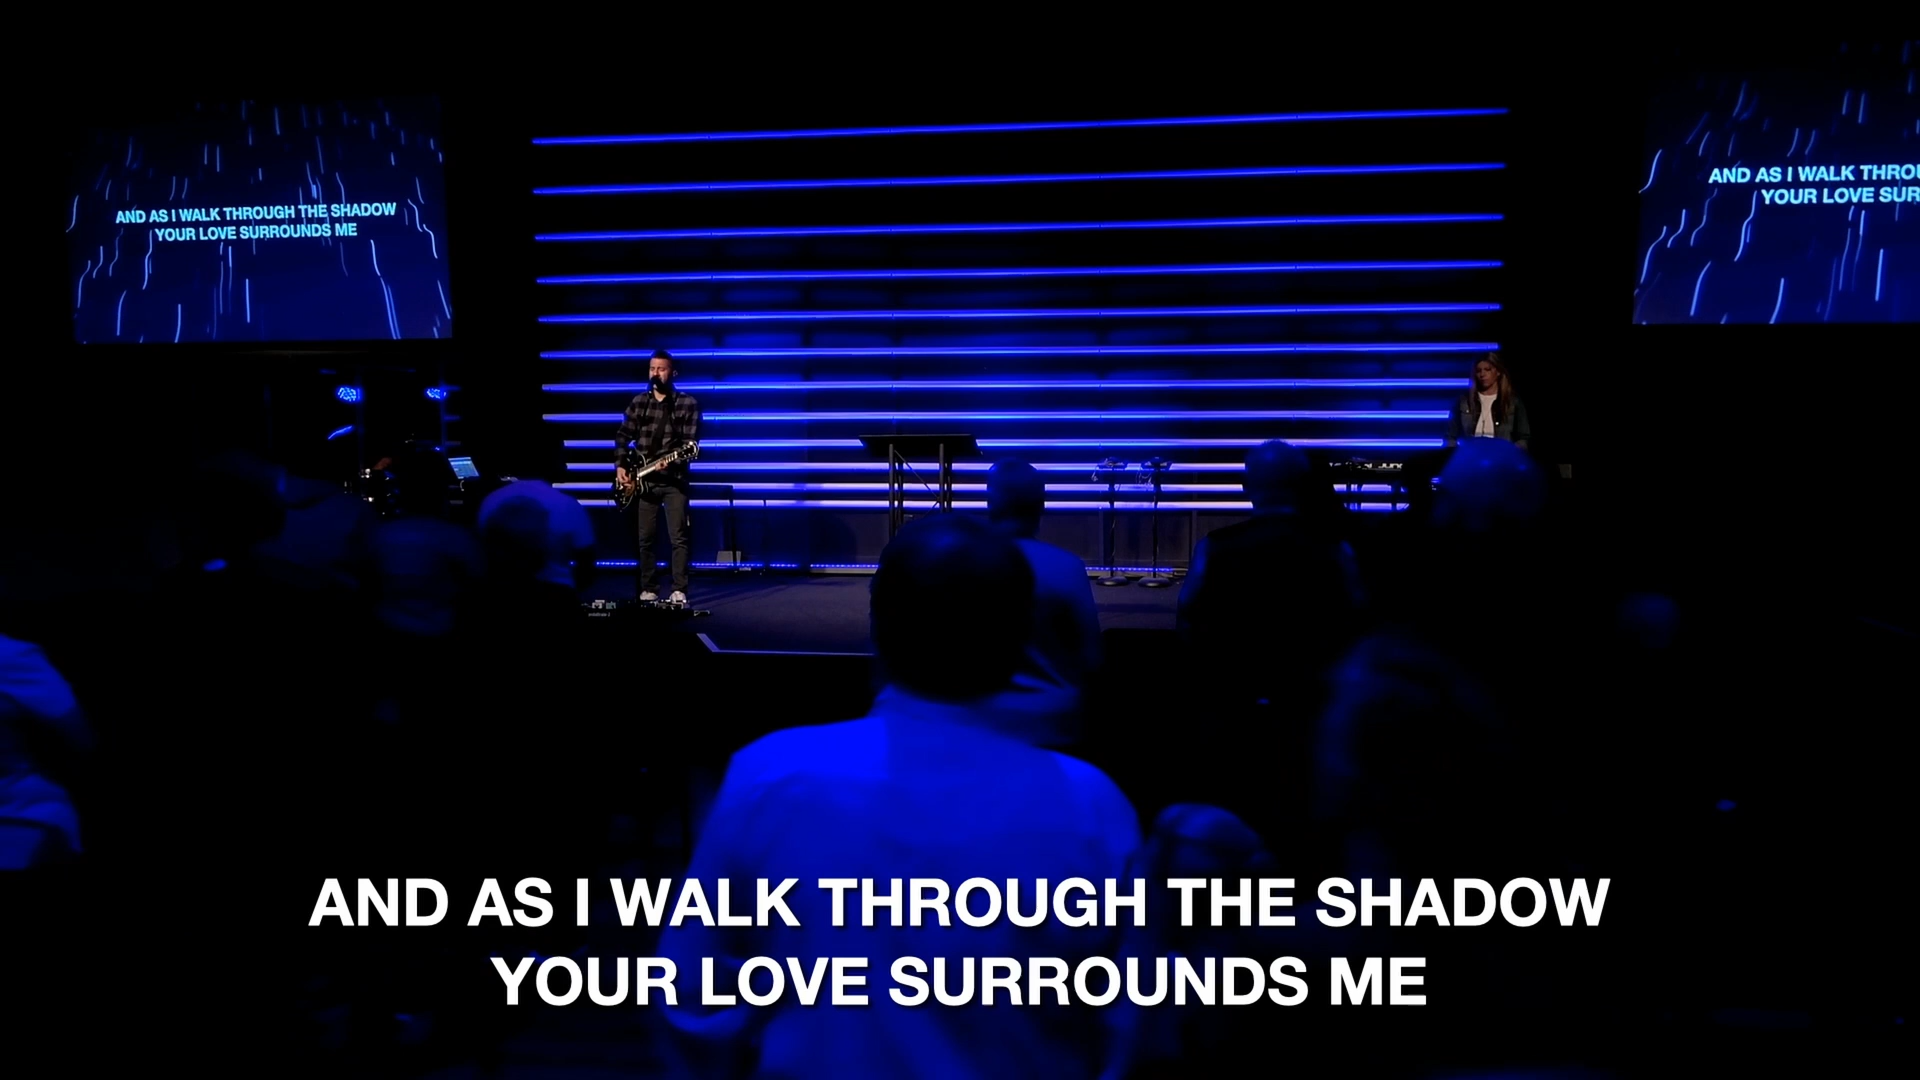 AND AS I WALK THROUGH THE SHADOW
YOUR LOVE SURROUNDS ME
AND AS I WALK THROU
YOUR LOVE SUR
AND AS I WALK THROUGH THE SHADOW
YOUR LOVE SURROUNDS ME